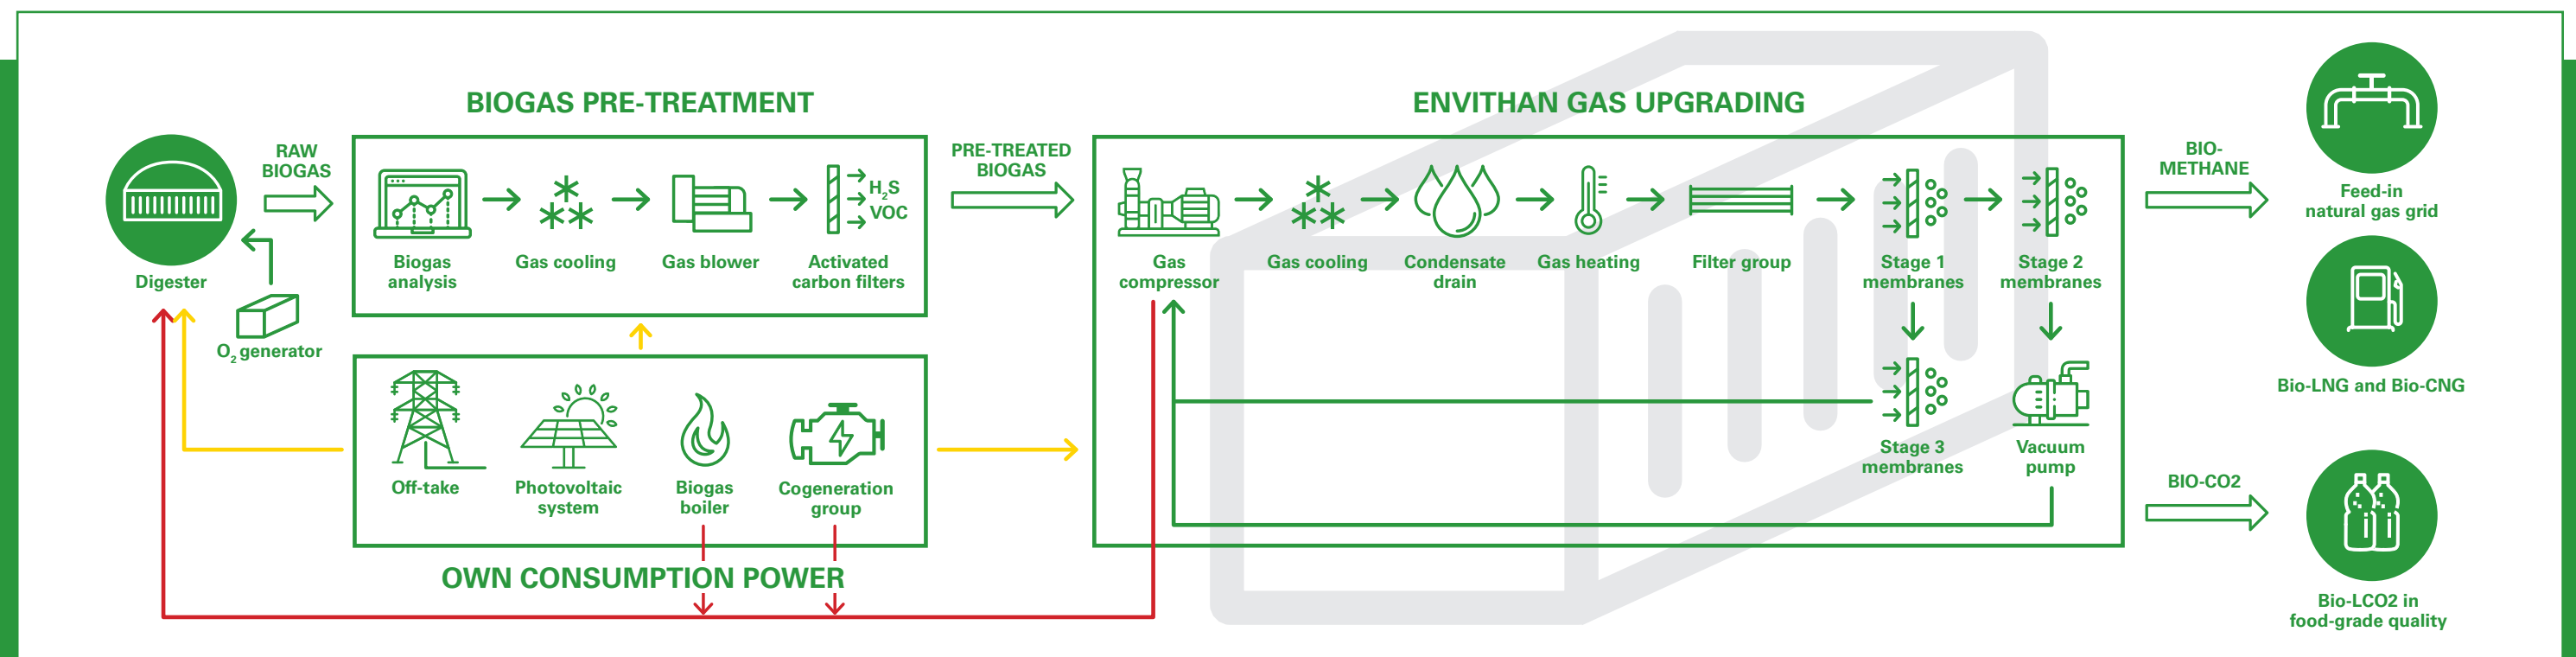 BIOGAS PRE-TREATMENT
ENVITHAN GAS UPGRADING
RAW
BIOGAS
Digester
O₂ generator
Biogas
analysis
Gas cooling
Gas blower
H₂S
VOC
Activated
carbon filters
PRE-TREATED
BIOGAS
Gas
compressor
Gas cooling
Condensate
drain
Gas heating
Filter group
Stage 1
membranes
Stage 2
membranes
Stage 3
membranes
Vacuum
pump
Off-take
Photovoltaic
system
Biogas
boiler
Cogeneration
group
OWN CONSUMPTION POWER
BIO-
METHANE
Feed-in
natural gas grid
Bio-LNG and Bio-CNG
BIO-CO2
Bio-LCO2 in
food-grade quality